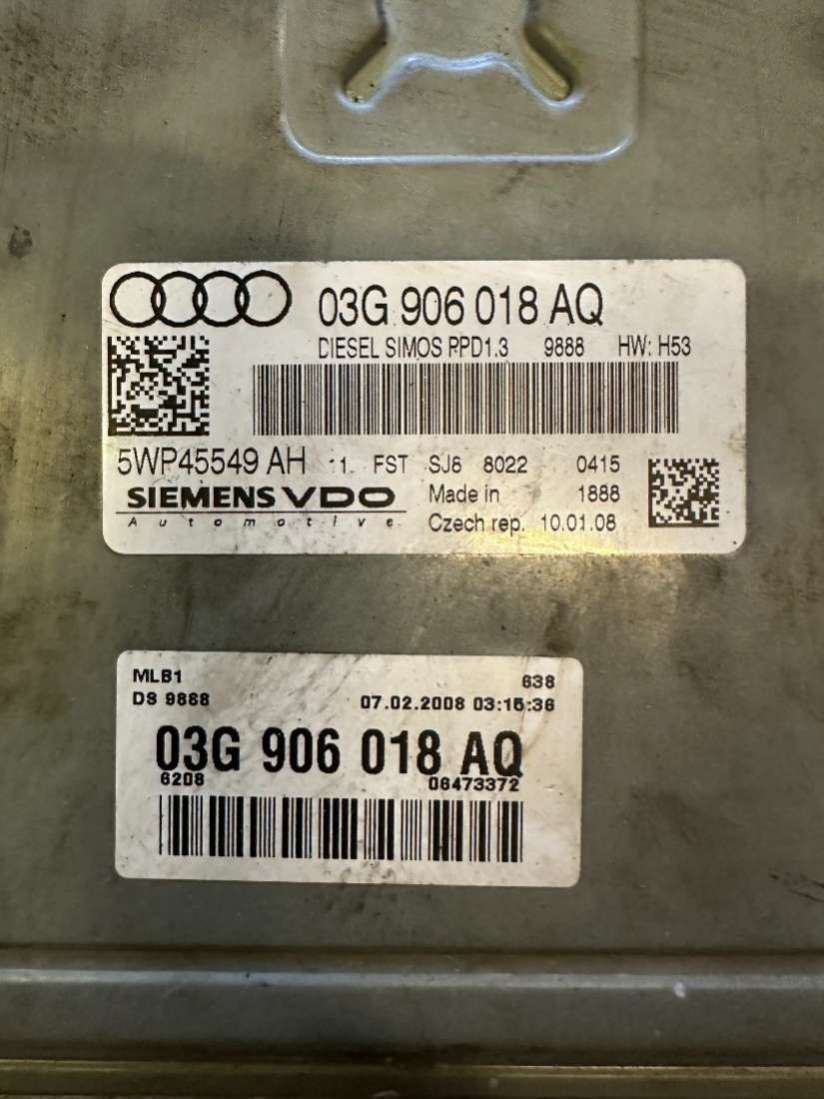 03G 906 018 AQ
DIESEL SIMOS PPD1.3 9888 HW: H53
5WP45549 AH 11. FST SJ6 8022 0415
SIEMENS VDO Made in 1888
Automotive Czech rep. 10.01.08
MLB1 638
DS 9888 07.02.2008 03:15:36
03G 906 018 AQ
6208 06473372